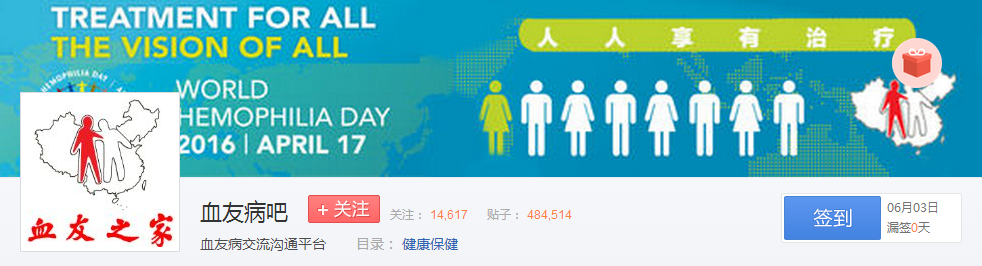 TREATMENT FOR ALL
THE VISION OF ALL
人人享有治疗
HEMOPHILIA DAY
WORLD
HEMOPHILIA DAY
2016 | APRIL 17
血友之家
血友病吧
+ 关注
关注： 14,617
贴子： 484,514
血友病交流沟通平台
目录： 健康保健
签到
06月03日
漏签0天